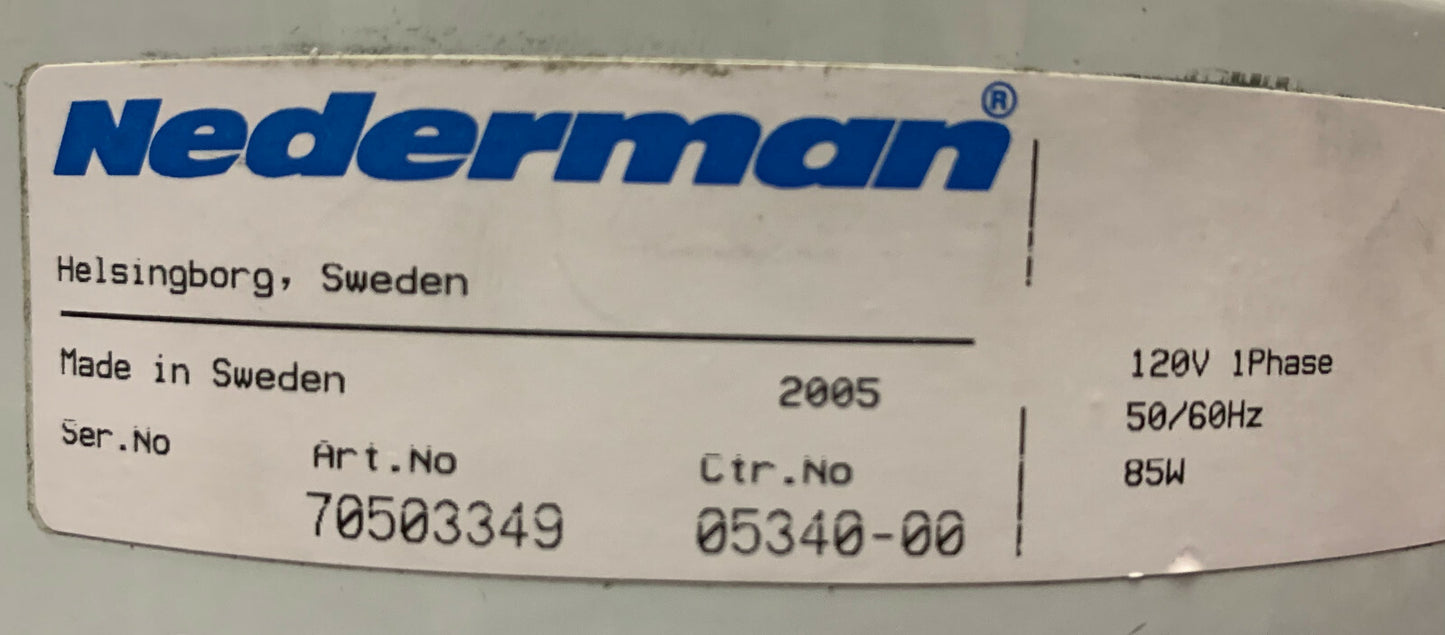 Nederman®
Helsingborg, Sweden
Made in Sweden 2005
Ser.No Art.No Ctr.No
70503349 05340-00
120V 1Phase
50/60Hz
85W